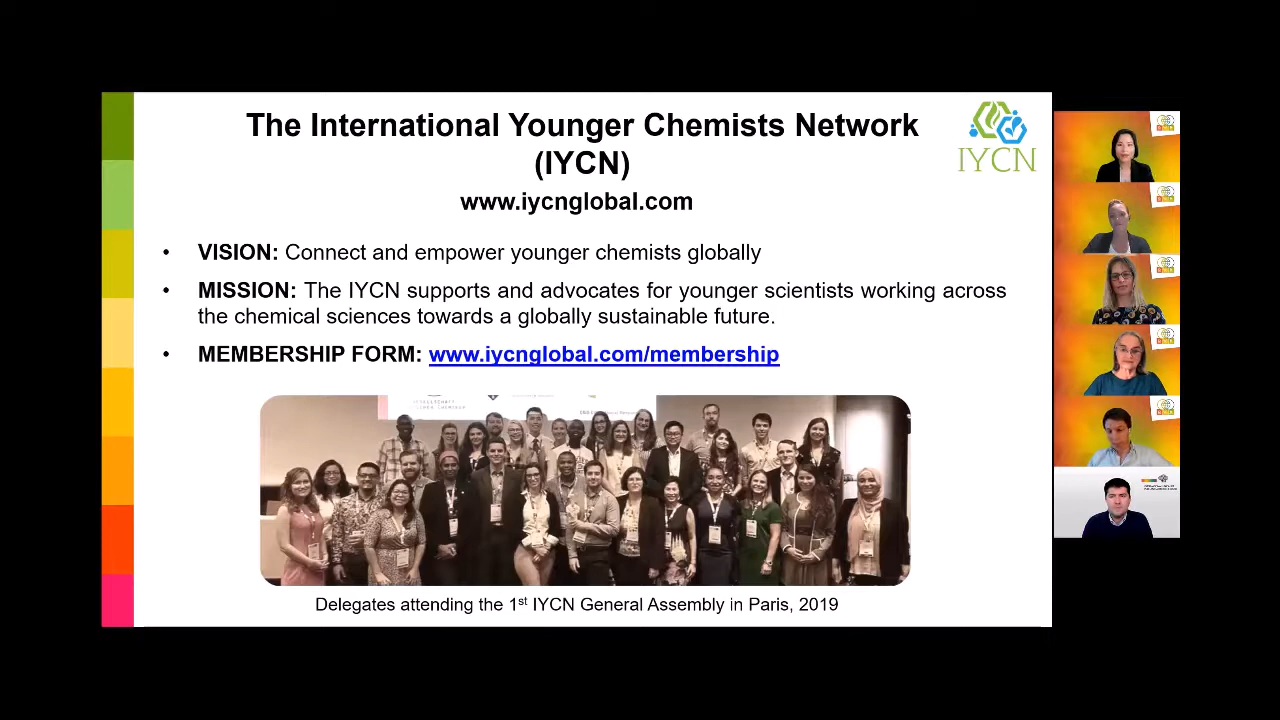 The International Younger Chemists Network
(IYCN)
www.iycnglobal.com
IYCN
• VISION: Connect and empower younger chemists globally
• MISSION: The IYCN supports and advocates for younger scientists working across
the chemical sciences towards a globally sustainable future.
• MEMBERSHIP FORM: www.iycnglobal.com/membership
Delegates attending the 1st IYCN General Assembly in Paris, 2019